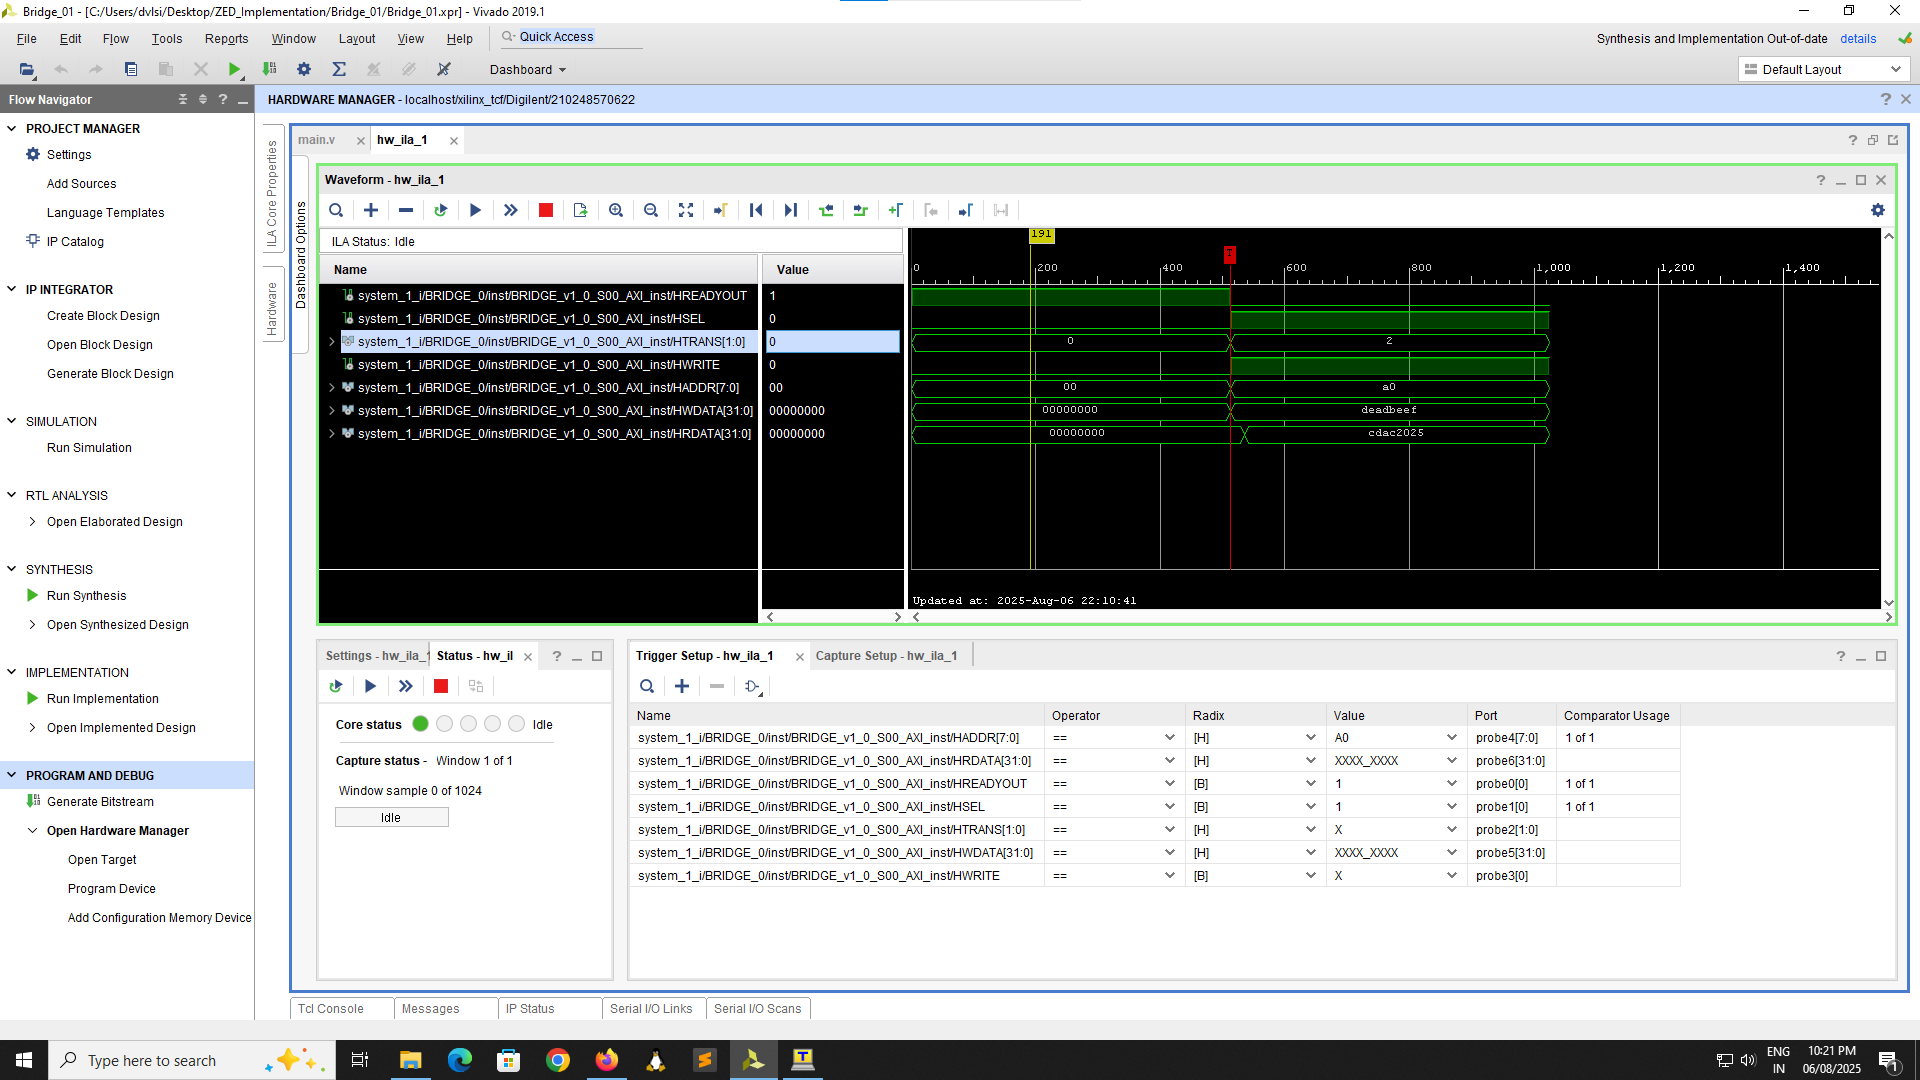 Bridge_01 - [C:/Users/dvlsi/Desktop/ZED_Implementation/Bridge_01/Bridge_01.xpr] - Vivado 2019.1
File Edit Flow Tools Reports Window Layout View Help Quick Access
Synthesis and Implementation Out-of-date details
Dashboard
Default Layout
Flow Navigator
HARDWARE MANAGER - localhost/xilinx_tcf/Digilent/210248570622
PROJECT MANAGER
Settings
Add Sources
Language Templates
IP Catalog
IP INTEGRATOR
Create Block Design
Open Block Design
Generate Block Design
SIMULATION
Run Simulation
RTL ANALYSIS
Open Elaborated Design
SYNTHESIS
Run Synthesis
Open Synthesized Design
IMPLEMENTATION
Run Implementation
Open Implemented Design
PROGRAM AND DEBUG
Generate Bitstream
Open Hardware Manager
Open Target
Program Device
Add Configuration Memory Device
ILA Core Properties
Hardware
Dashboard Options
main.v
hw_ila_1
Waveform - hw_ila_1
ILA Status: Idle
Name Value
system_1_i/BRIDGE_0/inst/BRIDGE_v1_0_S00_AXI_inst/HREADYOUT 1
system_1_i/BRIDGE_0/inst/BRIDGE_v1_0_S00_AXI_inst/HSEL 0
system_1_i/BRIDGE_0/inst/BRIDGE_v1_0_S00_AXI_inst/HTRANS[1:0] 0
system_1_i/BRIDGE_0/inst/BRIDGE_v1_0_S00_AXI_inst/HWRITE 0
system_1_i/BRIDGE_0/inst/BRIDGE_v1_0_S00_AXI_inst/HADDR[7:0] 00
system_1_i/BRIDGE_0/inst/BRIDGE_v1_0_S00_AXI_inst/HWDATA[31:0] 00000000
system_1_i/BRIDGE_0/inst/BRIDGE_v1_0_S00_AXI_inst/HRDATA[31:0] 00000000
191
0 200 400 600 800 1,000 1,200 1,400
0 2
00 a0
00000000 deadbeef
00000000 cdac2025
Updated at: 2025-Aug-06 22:10:41
Settings - hw_ila_1
Status - hw_il
Core status Idle
Capture status - Window 1 of 1
Window sample 0 of 1024
Idle
Trigger Setup - hw_ila_1
Capture Setup - hw_ila_1
Name Operator Radix Value Port Comparator Usage
system_1_i/BRIDGE_0/inst/BRIDGE_v1_0_S00_AXI_inst/HADDR[7:0] == [H] A0 probe4[7:0] 1 of 1
system_1_i/BRIDGE_0/inst/BRIDGE_v1_0_S00_AXI_inst/HRDATA[31:0] == [H] XXXX_XXXX probe6[31:0]
system_1_i/BRIDGE_0/inst/BRIDGE_v1_0_S00_AXI_inst/HREADYOUT == [B] 1 probe0[0] 1 of 1
system_1_i/BRIDGE_0/inst/BRIDGE_v1_0_S00_AXI_inst/HSEL == [B] 1 probe1[0] 1 of 1
system_1_i/BRIDGE_0/inst/BRIDGE_v1_0_S00_AXI_inst/HTRANS[1:0] == [H] X probe2[1:0]
system_1_i/BRIDGE_0/inst/BRIDGE_v1_0_S00_AXI_inst/HWDATA[31:0] == [H] XXXX_XXXX probe5[31:0]
system_1_i/BRIDGE_0/inst/BRIDGE_v1_0_S00_AXI_inst/HWRITE == [B] X probe3[0]
Tcl Console Messages IP Status Serial I/O Links Serial I/O Scans
Type here to search
ENG
IN
10:21 PM
06/08/2025
1